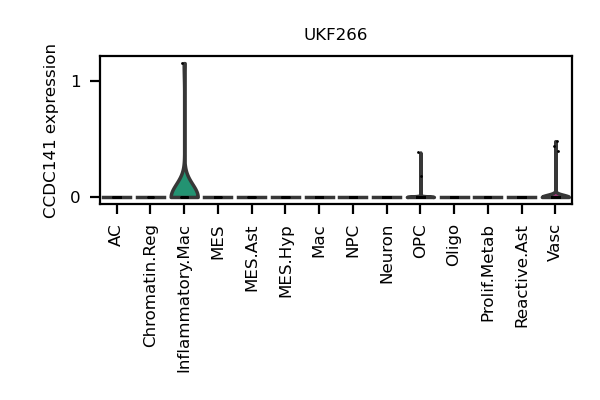 UKF266
CCDC141 expression
1
0
AC
Chromatin.Reg
Inflammatory.Mac
MES
MES.Ast
MES.Hyp
Mac
NPC
Neuron
OPC
Oligo
Prolif.Metab
Reactive.Ast
Vasc